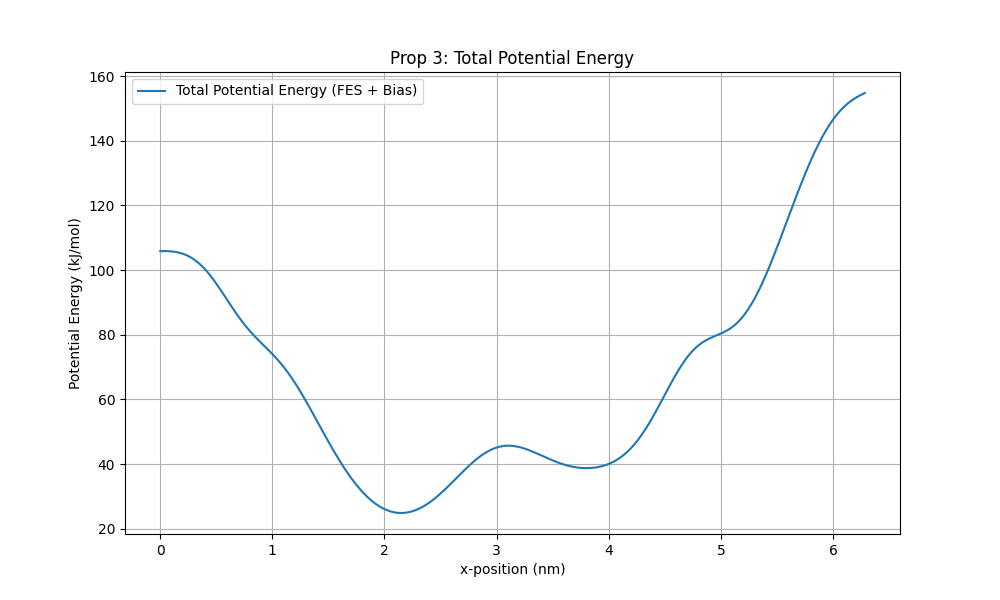 Prop 3: Total Potential Energy
Total Potential Energy (FES + Bias)
Potential Energy (kJ/mol)
160
140
120
100
80
60
40
20
0 1 2 3 4 5 6
x-position (nm)